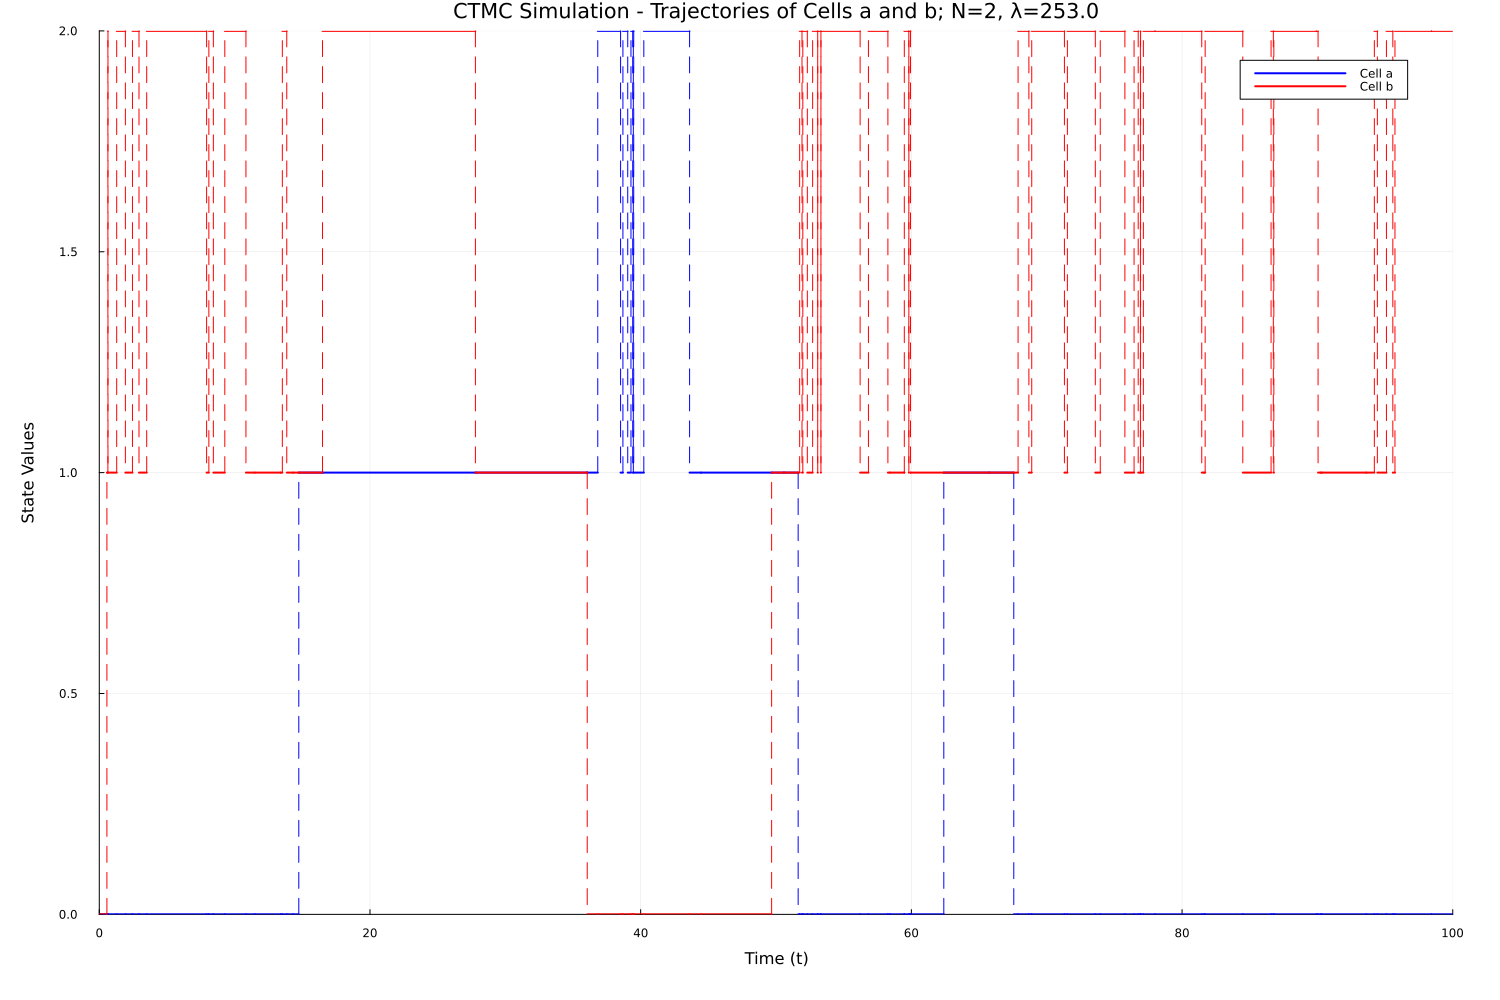 CTMC Simulation - Trajectories of Cells a and b; N=2, λ=253.0
2.0
Cell a
Cell b
1.5
1.0
State Values
0.5
0.0
0 20 40 60 80 100
Time (t)